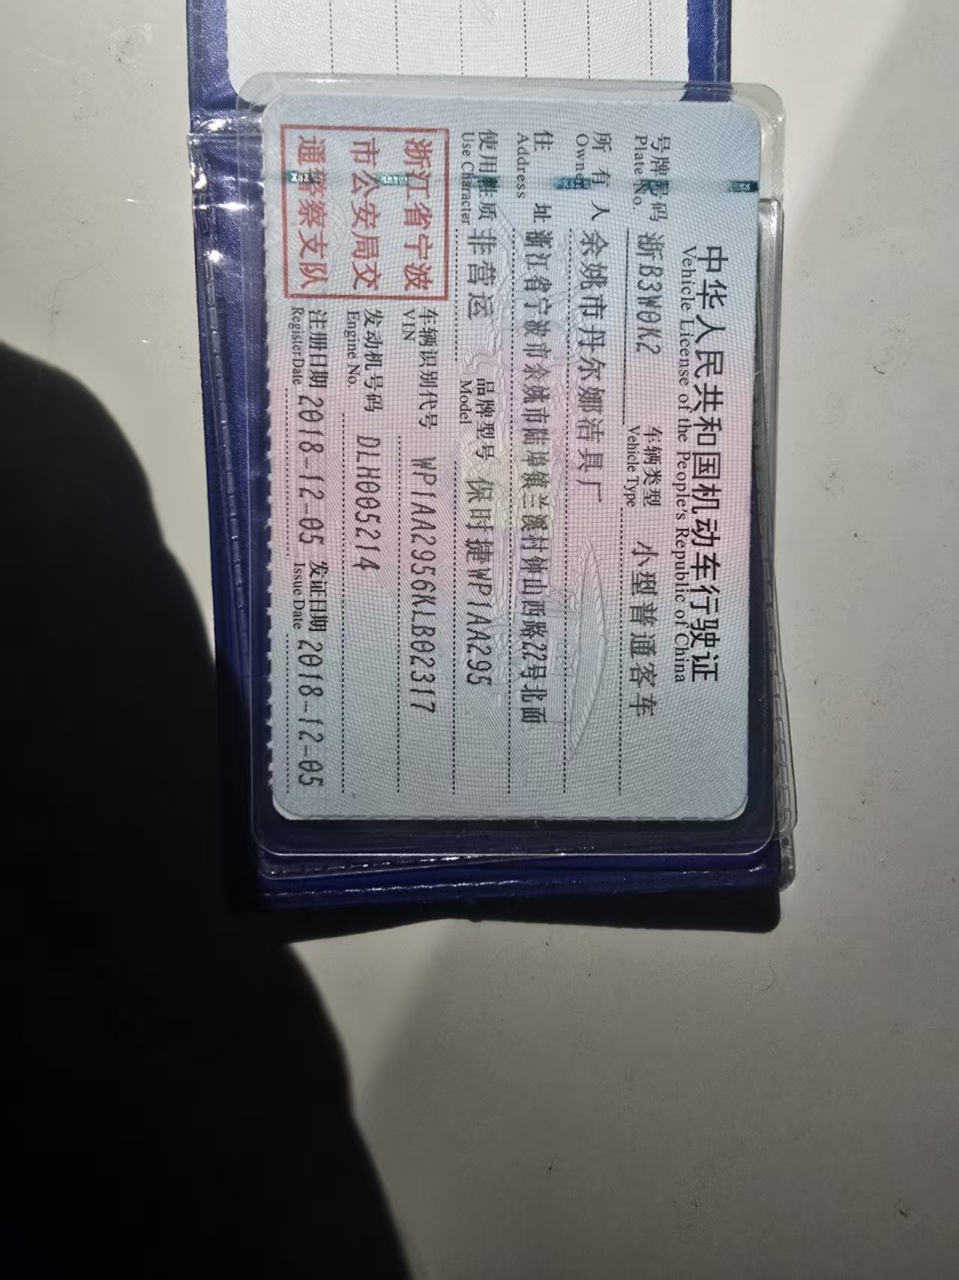 中华人民共和国机动车行驶证
Vehicle License of the People's Republic of China
号牌号码 浙B3W0K2 车辆类型 小型普通客车
Plate No. Vehicle Type
所有人 余姚市丹尔娜洁具厂
Owner
住址 浙江省宁波市余姚市陆埠镇兰溪村钟山西路22号北面
Address
使用性质 非营运 品牌型号 保时捷WP1AA295
Use Character Model
浙江省宁波
市公安局交
通警察支队
车辆识别代号 WP1AA2956KLB02317
VIN
发动机号码 DLH005214
Engine No.
注册日期 2018-12-05 发证日期 2018-12-05
Register Date Issue Date